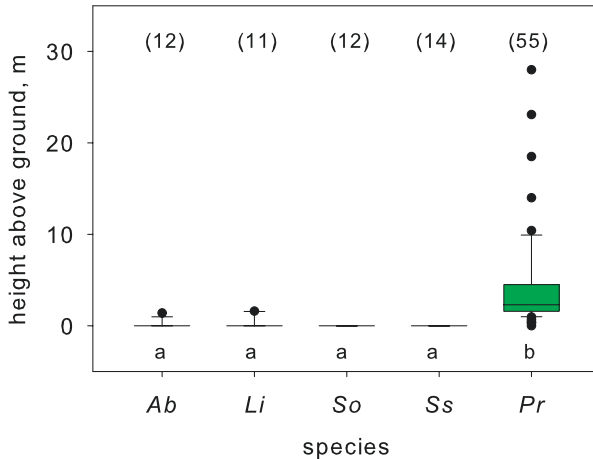 height above ground, m
30
20
10
0
(12) (11) (12) (14) (55)
a a a a b
Ab Li So Ss Pr
species